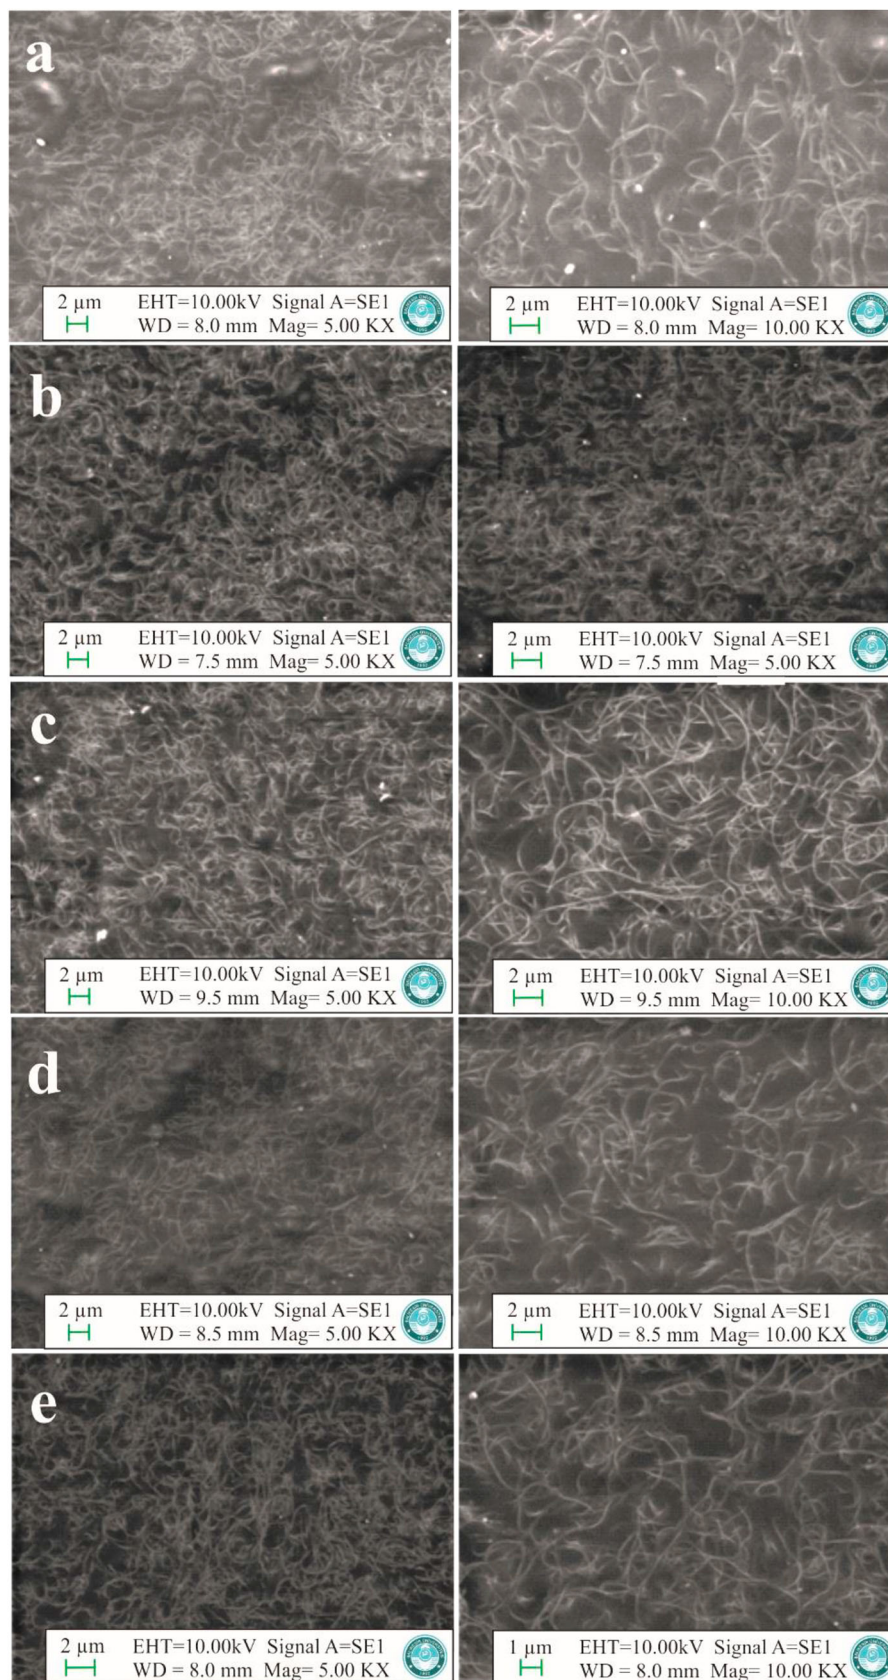 a
2 µm EHT=10.00kV Signal A=SE1
WD = 8.0 mm Mag= 5.00 KX
2 µm EHT=10.00kV Signal A=SE1
WD = 8.0 mm Mag= 10.00 KX
b
2 µm EHT=10.00kV Signal A=SE1
WD = 7.5 mm Mag= 5.00 KX
2 µm EHT=10.00kV Signal A=SE1
WD = 7.5 mm Mag= 5.00 KX
c
2 µm EHT=10.00kV Signal A=SE1
WD = 9.5 mm Mag= 5.00 KX
2 µm EHT=10.00kV Signal A=SE1
WD = 9.5 mm Mag= 10.00 KX
d
2 µm EHT=10.00kV Signal A=SE1
WD = 8.5 mm Mag= 5.00 KX
2 µm EHT=10.00kV Signal A=SE1
WD = 8.5 mm Mag= 10.00 KX
e
2 µm EHT=10.00kV Signal A=SE1
WD = 8.0 mm Mag= 5.00 KX
1 µm EHT=10.00kV Signal A=SE1
WD = 8.0 mm Mag= 10.00 KX